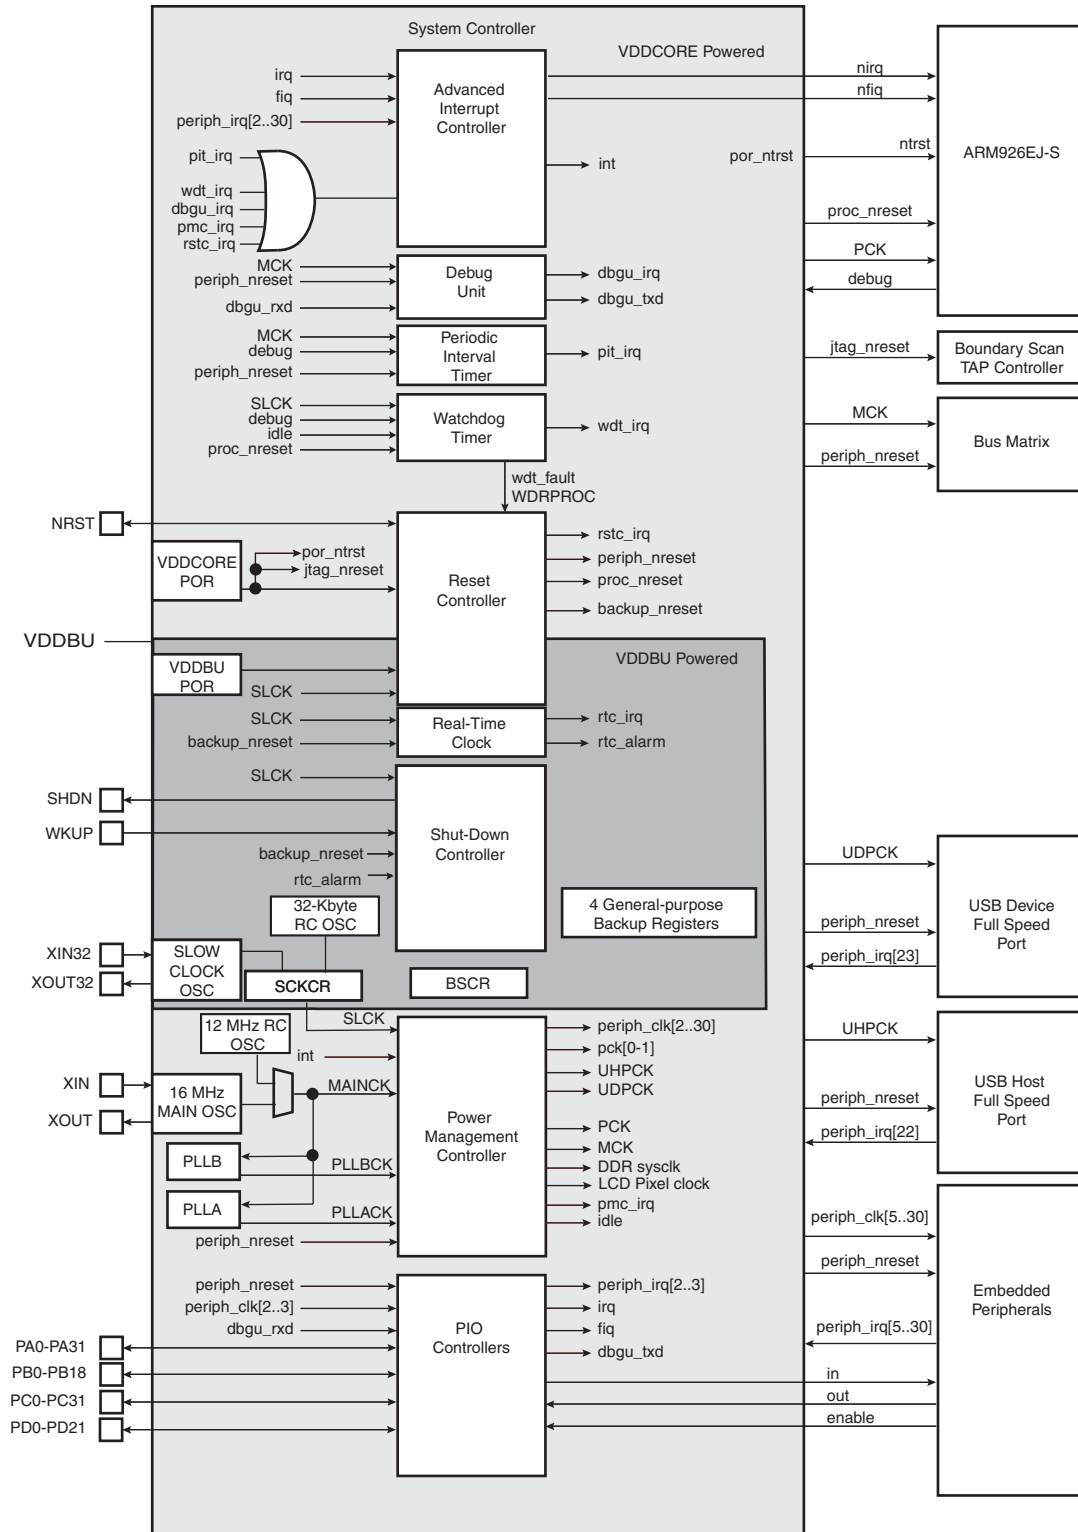 System Controller
VDDCORE Powered
irq
fiq
periph_irq[2..30]
pit_irq
wdt_irq
dbgu_irq
pmc_irq
rstc_irq
Advanced
Interrupt
Controller
int
por_ntrst
nirq
nfiq
ntrst
proc_nreset
PCK
debug
ARM926EJ-S
MCK
periph_nreset
dbgu_rxd
Debug
Unit
dbgu_irq
dbgu_txd
MCK
debug
periph_nreset
Periodic
Interval
Timer
pit_irq
jtag_nreset
Boundary Scan
TAP Controller
SLCK
debug
idle
proc_nreset
Watchdog
Timer
wdt_irq
MCK
periph_nreset
Bus Matrix
wdt_fault
WDRPROC
NRST
VDDCORE
POR
por_ntrst
jtag_nreset
Reset
Controller
rstc_irq
periph_nreset
proc_nreset
backup_nreset
VDDBU
VDDBU Powered
VDDBU
POR
SLCK
SLCK
backup_nreset
Real-Time
Clock
rtc_irq
rtc_alarm
SLCK
SHDN
WKUP
backup_nreset
rtc_alarm
Shut-Down
Controller
4 General-purpose
Backup Registers
UDPCK
periph_nreset
periph_irq[23]
USB Device
Full Speed
Port
32-Kbyte
RC OSC
XIN32
XOUT32
SLOW
CLOCK
OSC
SCKCR
BSCR
SLCK
12 MHz RC
OSC
int
XIN
XOUT
16 MHz
MAIN OSC
MAINCK
PLLB
PLLBCK
PLLA
PLLACK
periph_nreset
Power
Management
Controller
periph_clk[2..30]
pck[0-1]
UHPCK
UDPCK
PCK
MCK
DDR sysclk
LCD Pixel clock
pmc_irq
idle
UHPCK
periph_nreset
periph_irq[22]
USB Host
Full Speed
Port
periph_nreset
periph_clk[2..3]
dbgu_rxd
PA0-PA31
PB0-PB18
PC0-PC31
PD0-PD21
PIO
Controllers
periph_irq[2..3]
irq
fiq
dbgu_txd
periph_clk[5..30]
periph_nreset
periph_irq[5..30]
in
out
enable
Embedded
Peripherals